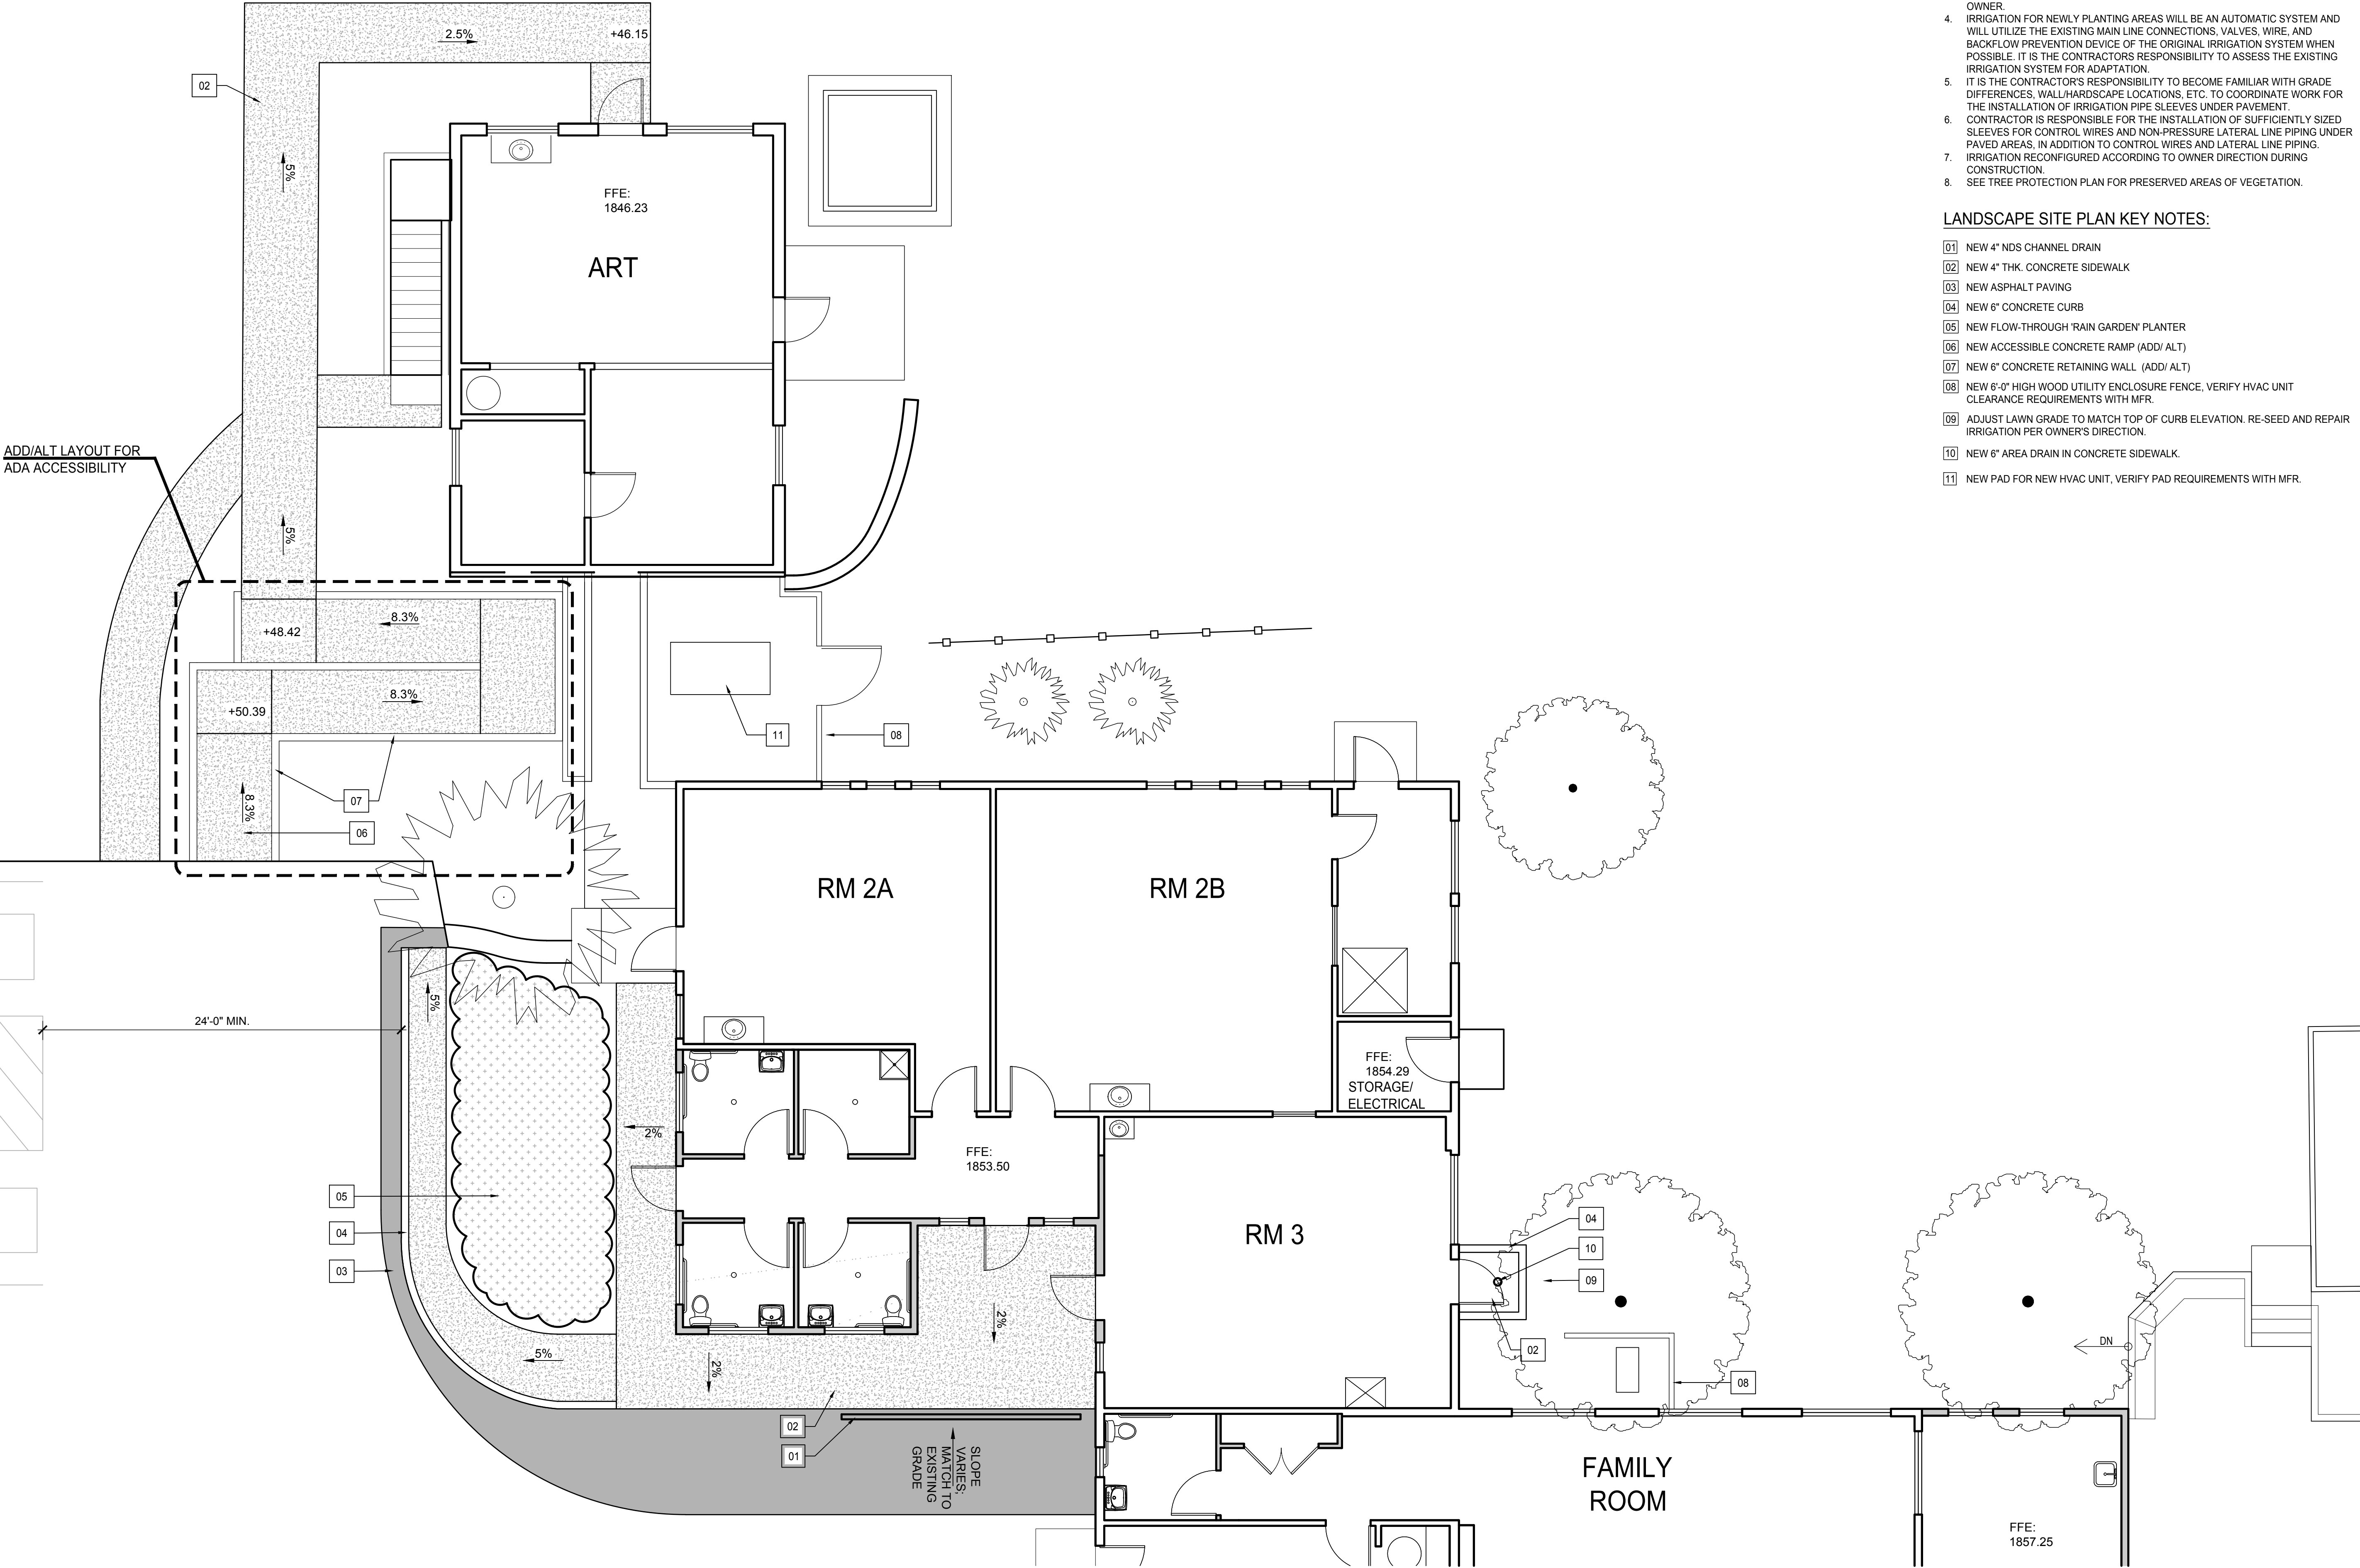 OWNER.
4. IRRIGATION FOR NEWLY PLANTING AREAS WILL BE AN AUTOMATIC SYSTEM AND
WILL UTILIZE THE EXISTING MAIN LINE CONNECTIONS, VALVES, WIRE, AND
BACKFLOW PREVENTION DEVICE OF THE ORIGINAL IRRIGATION SYSTEM WHEN
POSSIBLE. IT IS THE CONTRACTORS RESPONSIBILITY TO ASSESS THE EXISTING
IRRIGATION SYSTEM FOR ADAPTATION.
5. IT IS THE CONTRACTOR'S RESPONSIBILITY TO BECOME FAMILIAR WITH GRADE
DIFFERENCES, WALL/HARDSCAPE LOCATIONS, ETC. TO COORDINATE WORK FOR
THE INSTALLATION OF IRRIGATION PIPE SLEEVES UNDER PAVEMENT.
6. CONTRACTOR IS RESPONSIBLE FOR THE INSTALLATION OF SUFFICIENTLY SIZED
SLEEVES FOR CONTROL WIRES AND NON-PRESSURE LATERAL LINE PIPING UNDER
PAVED AREAS, IN ADDITION TO CONTROL WIRES AND LATERAL LINE PIPING.
7. IRRIGATION RECONFIGURED ACCORDING TO OWNER DIRECTION DURING
CONSTRUCTION.
8. SEE TREE PROTECTION PLAN FOR PRESERVED AREAS OF VEGETATION.
LANDSCAPE SITE PLAN KEY NOTES:
01 NEW 4" NDS CHANNEL DRAIN
02 NEW 4" THK. CONCRETE SIDEWALK
03 NEW ASPHALT PAVING
04 NEW 6" CONCRETE CURB
05 NEW FLOW-THROUGH 'RAIN GARDEN' PLANTER
06 NEW ACCESSIBLE CONCRETE RAMP (ADD/ ALT)
07 NEW 6" CONCRETE RETAINING WALL (ADD/ ALT)
08 NEW 6'-0" HIGH WOOD UTILITY ENCLOSURE FENCE, VERIFY HVAC UNIT
CLEARANCE REQUIREMENTS WITH MFR.
09 ADJUST LAWN GRADE TO MATCH TOP OF CURB ELEVATION. RE-SEED AND REPAIR
IRRIGATION PER OWNER'S DIRECTION.
10 NEW 6" AREA DRAIN IN CONCRETE SIDEWALK.
11 NEW PAD FOR NEW HVAC UNIT, VERIFY PAD REQUIREMENTS WITH MFR.
2.5%
+46.15
02
5%
FFE:
1846.23
ART
ADD/ALT LAYOUT FOR
ADA ACCESSIBILITY
5%
8.3%
+48.42
8.3%
+50.39
11
08
8.3%
07
06
RM 2A
RM 2B
5%
24'-0" MIN.
FFE:
1854.29
STORAGE/
ELECTRICAL
2%
FFE:
1853.50
05
04
03
RM 3
04
10
09
2%
02
DN
5%
2%
08
02
01
SLOPE
VARIES;
MATCH TO
EXISTING
GRADE
FAMILY
ROOM
FFE:
1857.25